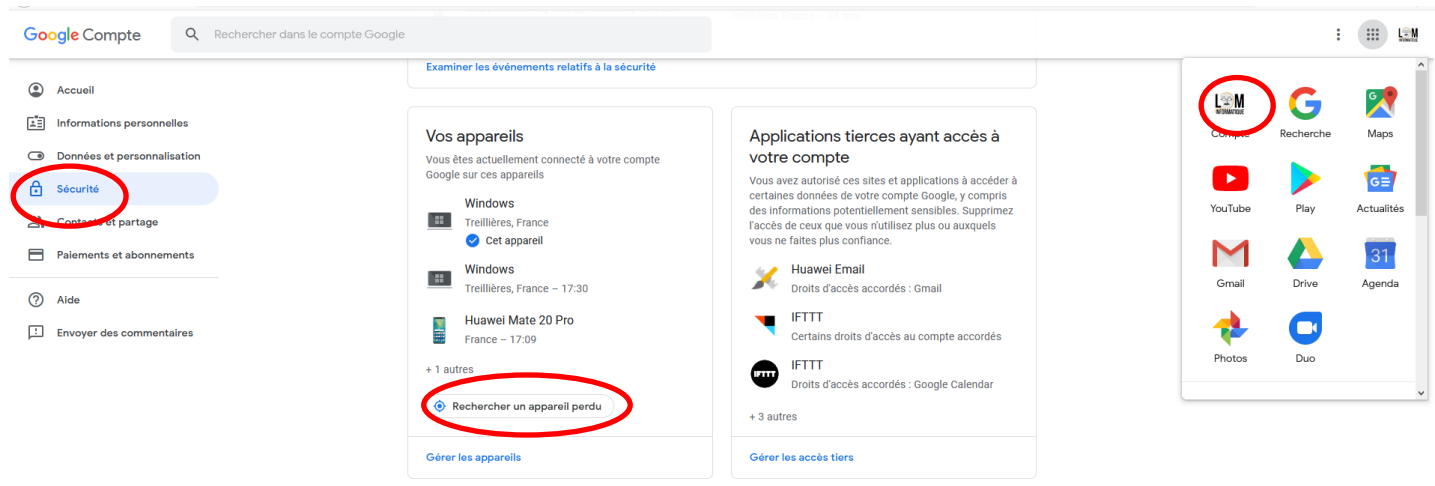 Google Compte
Rechercher dans le compte Google
Accueil
Informations personnelles
Données et personnalisation
Sécurité
Contacts et partage
Paiements et abonnements
Aide
Envoyer des commentaires
Examiner les événements relatifs à la sécurité
Vos appareils
Vous êtes actuellement connecté à votre compte
Google sur ces appareils
Windows
Treillières, France
Cet appareil
Windows
Treillières, France – 17:30
Huawei Mate 20 Pro
France – 17:09
+ 1 autres
Rechercher un appareil perdu
Gérer les appareils
Applications tierces ayant accès à
votre compte
Vous avez autorisé ces sites et applications à accéder à
certaines données de votre compte Google, y compris
des informations potentiellement sensibles. Supprimez
l'accès de ceux que vous n'utilisez plus ou auxquels
vous ne faites plus confiance.
Huawei Email
Droits d'accès accordés : Gmail
IFTTT
Certains droits d'accès au compte accordés
IFTTT
IFTTT
Droits d'accès accordés : Google Calendar
+ 3 autres
Gérer les accès tiers
INFORMATIQUE
Compte
Recherche
G
Maps
YouTube
Play
Actualités
31
Gmail
Drive
Agenda
Photos
Duo